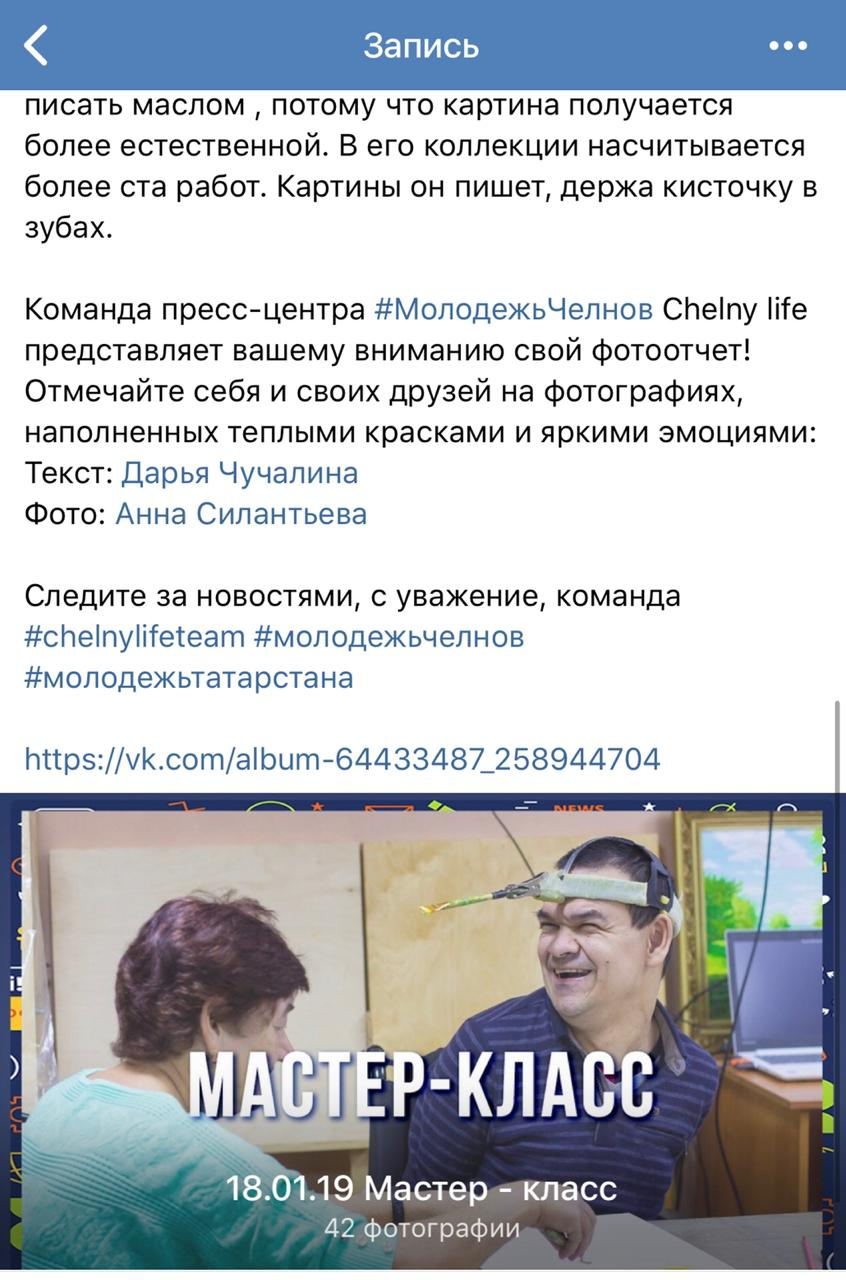 Запись
писать маслом , потому что картина получается
более естественной. В его коллекции насчитывается
более ста работ. Картины он пишет, держа кисточку в
зубах.
Команда пресс-центра #МолодежьЧелнов Chelny life
представляет вашему вниманию свой фотоотчет!
Отмечайте себя и своих друзей на фотографиях,
наполненных теплыми красками и яркими эмоциями:
Текст: Дарья Чучалина
Фото: Анна Силантьева
Следите за новостями, с уважение, команда
#chelnylifeteam #молодежьчелнов
#молодежьтатарстана
https://vk.com/album-64433487_258944704
NEWS
МАСТЕР-КЛАСС
18.01.19 Мастер - класс
42 фотографии